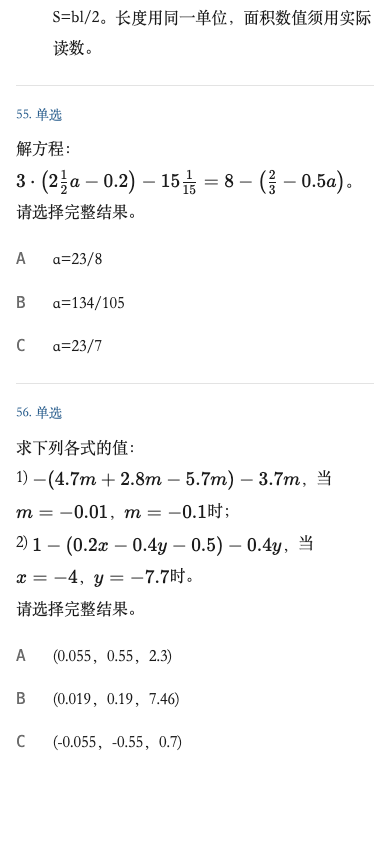 S=bl/2。长度用同一单位，面积数值须用实际
读数。
55. 单选
解方程：
3 · (2 1/2 a − 0.2) − 15 1/15 = 8 − (2/3 − 0.5a)。
请选择完整结果。
A a=23/8
B a=134/105
C a=23/7
56. 单选
求下列各式的值：
1) −(4.7m + 2.8m − 5.7m) − 3.7m，当
m = −0.01，m = −0.1时；
2) 1 − (0.2x − 0.4y − 0.5) − 0.4y，当
x = −4，y = −7.7时。
请选择完整结果。
A (0.055，0.55，2.3)
B (0.019，0.19，7.46)
C (-0.055，-0.55，0.7)